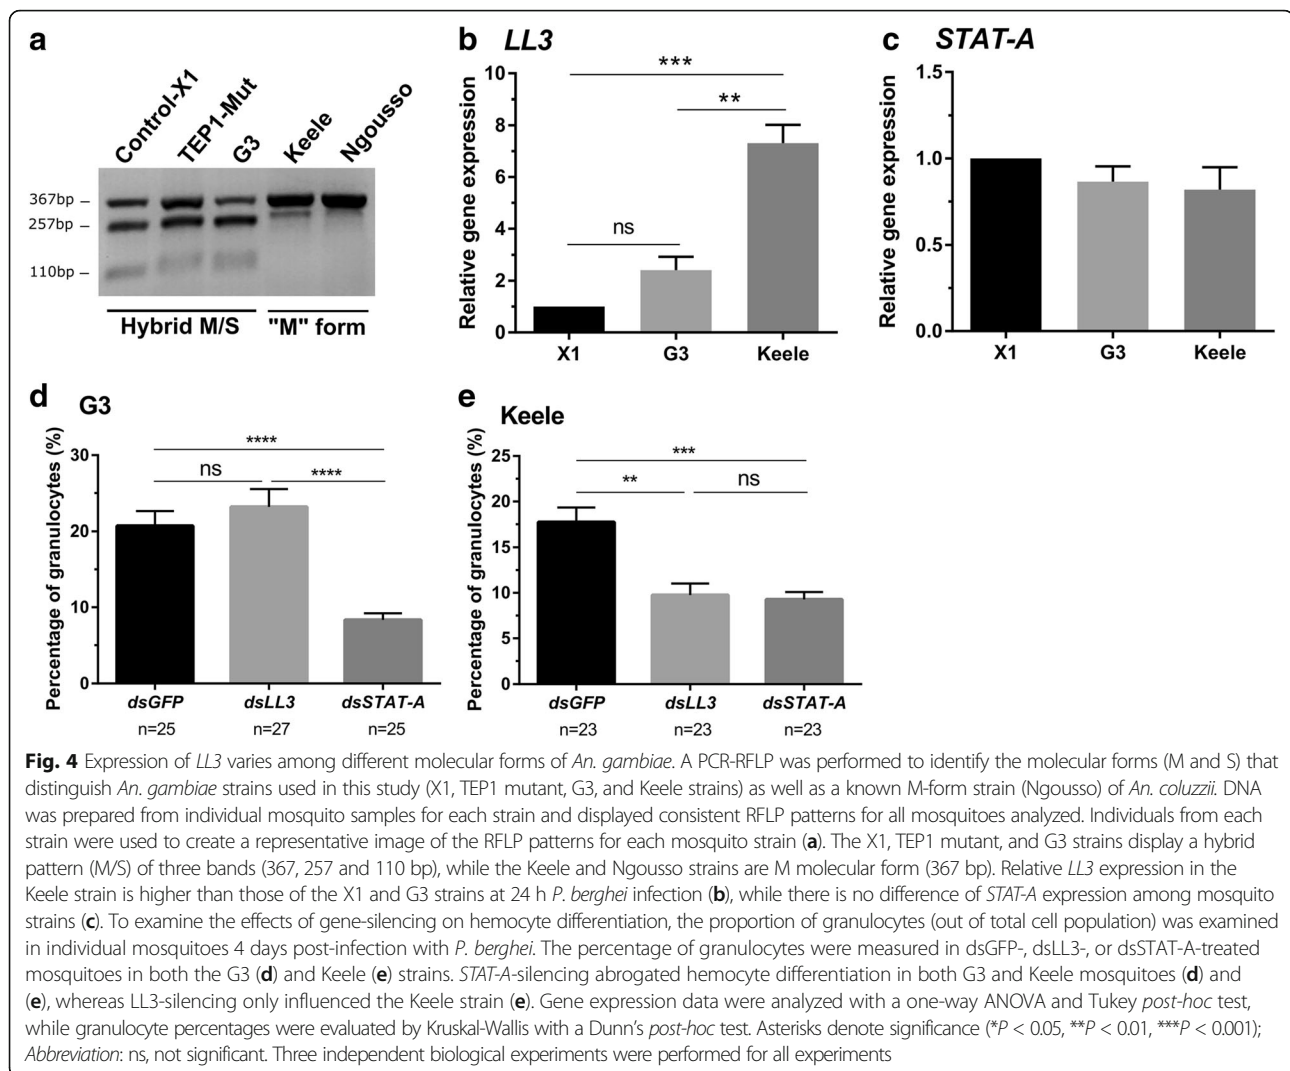 a
Control-X1
TEP1-Mut
G3
Keele
Ngousso
367bp
257bp
110bp
Hybrid M/S
"M" form
b LL3
Relative gene expression
10
8
6
4
2
0
***
**
ns
X1 G3 Keele
c STAT-A
Relative gene expression
1.5
1.0
0.5
0.0
X1 G3 Keele
d G3
Percentage of granulocytes (%)
30
20
10
0
****
ns
****
dsGFP dsLL3 dsSTAT-A
n=25 n=27 n=25
e Keele
Percentage of granulocytes (%)
25
20
15
10
5
0
***
**
ns
dsGFP dsLL3 dsSTAT-A
n=23 n=23 n=23
Fig. 4 Expression of LL3 varies among different molecular forms of An. gambiae. A PCR-RFLP was performed to identify the molecular forms (M and S) that
distinguish An. gambiae strains used in this study (X1, TEP1 mutant, G3, and Keele strains) as well as a known M-form strain (Ngousso) of An. coluzzii. DNA
was prepared from individual mosquito samples for each strain and displayed consistent RFLP patterns for all mosquitoes analyzed. Individuals from each
strain were used to create a representative image of the RFLP patterns for each mosquito strain (a). The X1, TEP1 mutant, and G3 strains display a hybrid
pattern (M/S) of three bands (367, 257 and 110 bp), while the Keele and Ngousso strains are M molecular form (367 bp). Relative LL3 expression in the
Keele strain is higher than those of the X1 and G3 strains at 24 h P. berghei infection (b), while there is no difference of STAT-A expression among mosquito
strains (c). To examine the effects of gene-silencing on hemocyte differentiation, the proportion of granulocytes (out of total cell population) was examined
in individual mosquitoes 4 days post-infection with P. berghei. The percentage of granulocytes were measured in dsGFP-, dsLL3-, or dsSTAT-A-treated
mosquitoes in both the G3 (d) and Keele (e) strains. STAT-A-silencing abrogated hemocyte differentiation in both G3 and Keele mosquitoes (d) and
(e), whereas LL3-silencing only influenced the Keele strain (e). Gene expression data were analyzed with a one-way ANOVA and Tukey post-hoc test,
while granulocyte percentages were evaluated by Kruskal-Wallis with a Dunn's post-hoc test. Asterisks denote significance (*P < 0.05, **P < 0.01, ***P < 0.001);
Abbreviation: ns, not significant. Three independent biological experiments were performed for all experiments